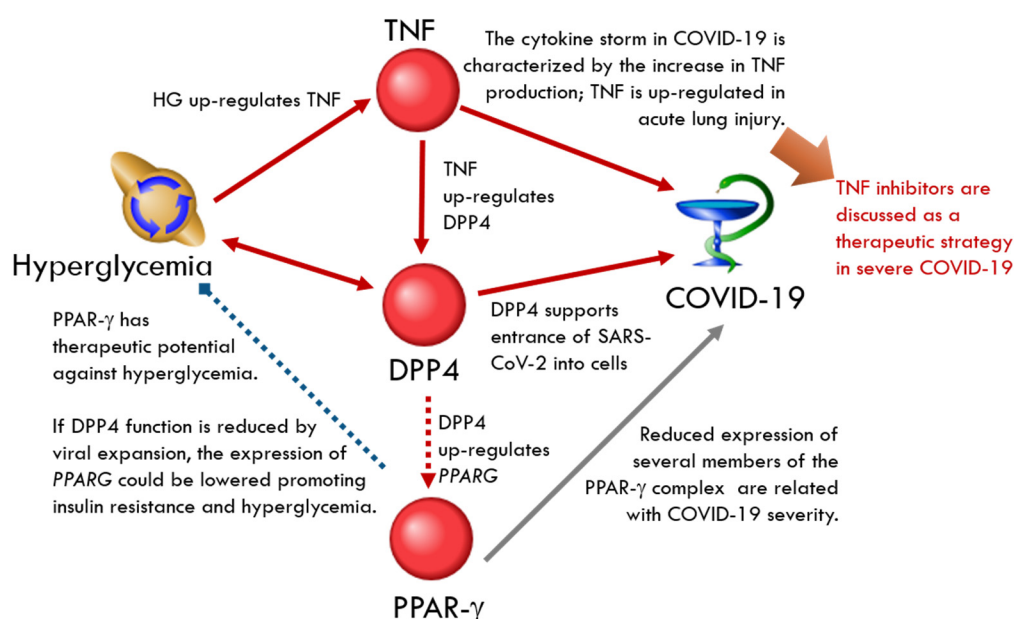 TNF
The cytokine storm in COVID-19 is
characterized by the increase in TNF
production; TNF is up-regulated in
acute lung injury.
HG up-regulates TNF
TNF
up-regulates
DPP4
TNF inhibitors are
discussed as a
therapeutic strategy
in severe COVID-19
Hyperglycemia
COVID-19
DPP4 supports
entrance of SARS-
CoV-2 into cells
DPP4
PPAR-γ has
therapeutic potential
against hyperglycemia.
If DPP4 function is reduced by
viral expansion, the expression of
PPARG could be lowered promoting
insulin resistance and hyperglycemia.
DPP4
up-regulates
PPARG
Reduced expression of
several members of the
PPAR-γ complex are related
with COVID-19 severity.
PPAR-γ